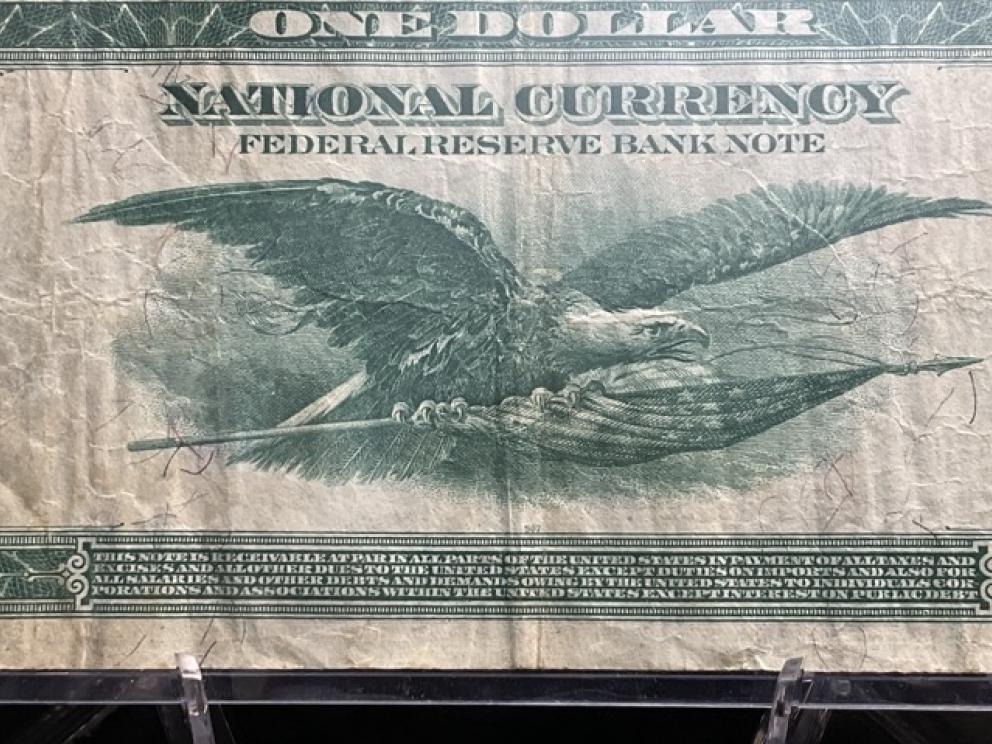 ONE DOLLAR
NATIONAL CURRENCY
FEDERAL RESERVE BANK NOTE
507
THIS NOTE IS RECEIVABLE AT PAR IN ALL PARTS OF THE UNITED STATES IN PAYMENT OF ALL TAXES AND
EXCISES AND ALL OTHER DUES TO THE UNITED STATES EXCEPT DUTIES ON IMPORTS AND ALSO FOR
ALL SALARIES AND OTHER DEBTS AND DEMANDS OWING BY THE UNITED STATES TO INDIVIDUALS COR-
PORATIONS AND ASSOCIATIONS WITHIN THE UNITED STATES EXCEPT INTEREST ON PUBLIC DEBT